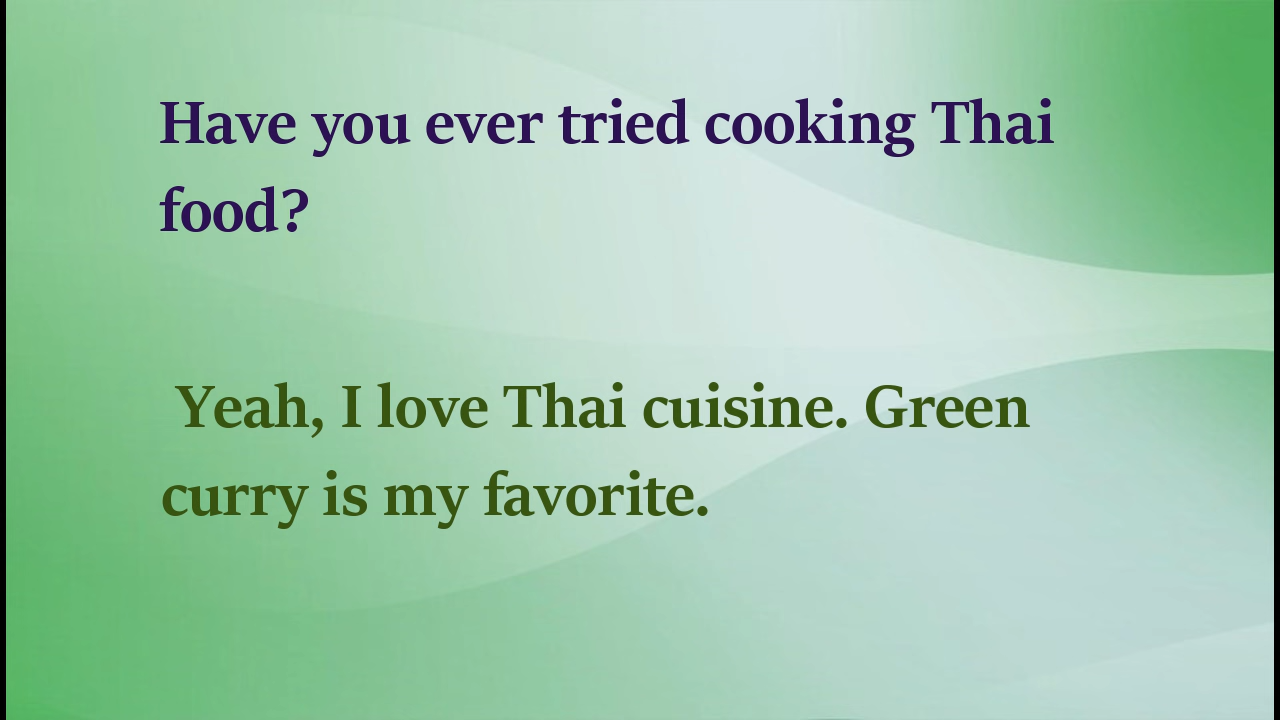 Have you ever tried cooking Thai
food?
Yeah, I love Thai cuisine. Green
curry is my favorite.